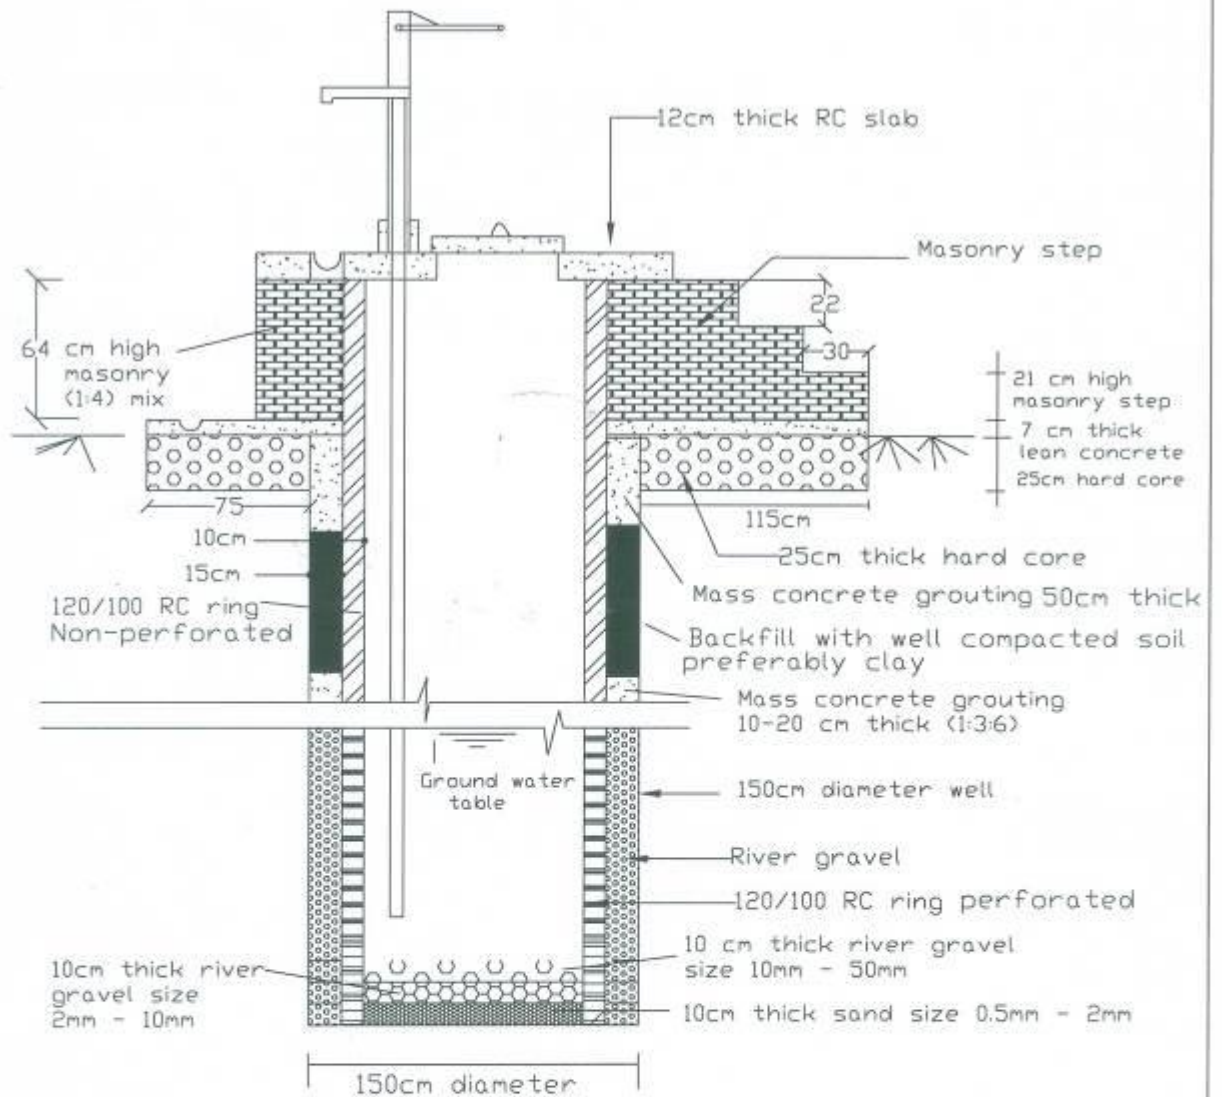 12cm thick RC slab
Masonry step
22
30
64 cm high
masonry
(1:4) mix
21 cm high
masonry step
7 cm thick
lean concrete
25cm hard core
75
115cm
10cm
25cm thick hard core
15cm
Mass concrete grouting 50cm thick
120/100 RC ring
Non-perforated
Backfill with well compacted soil
preferably clay
Mass concrete grouting
10-20 cm thick (1:3:6)
Ground water
table
150cm diameter well
River gravel
120/100 RC ring perforated
10 cm thick river gravel
size 10mm - 50mm
10cm thick river
gravel size
2mm - 10mm
10cm thick sand size 0.5mm - 2mm
150cm diameter